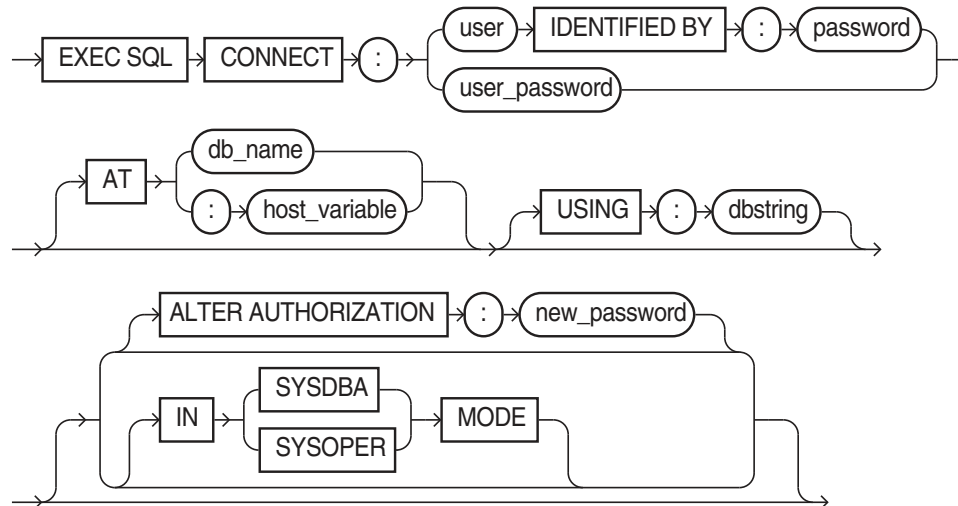 EXEC SQL CONNECT : user IDENTIFIED BY : password
user_password
AT db_name
: host_variable
USING : dbstring
ALTER AUTHORIZATION : new_password
IN SYSDBA MODE
SYSOPER